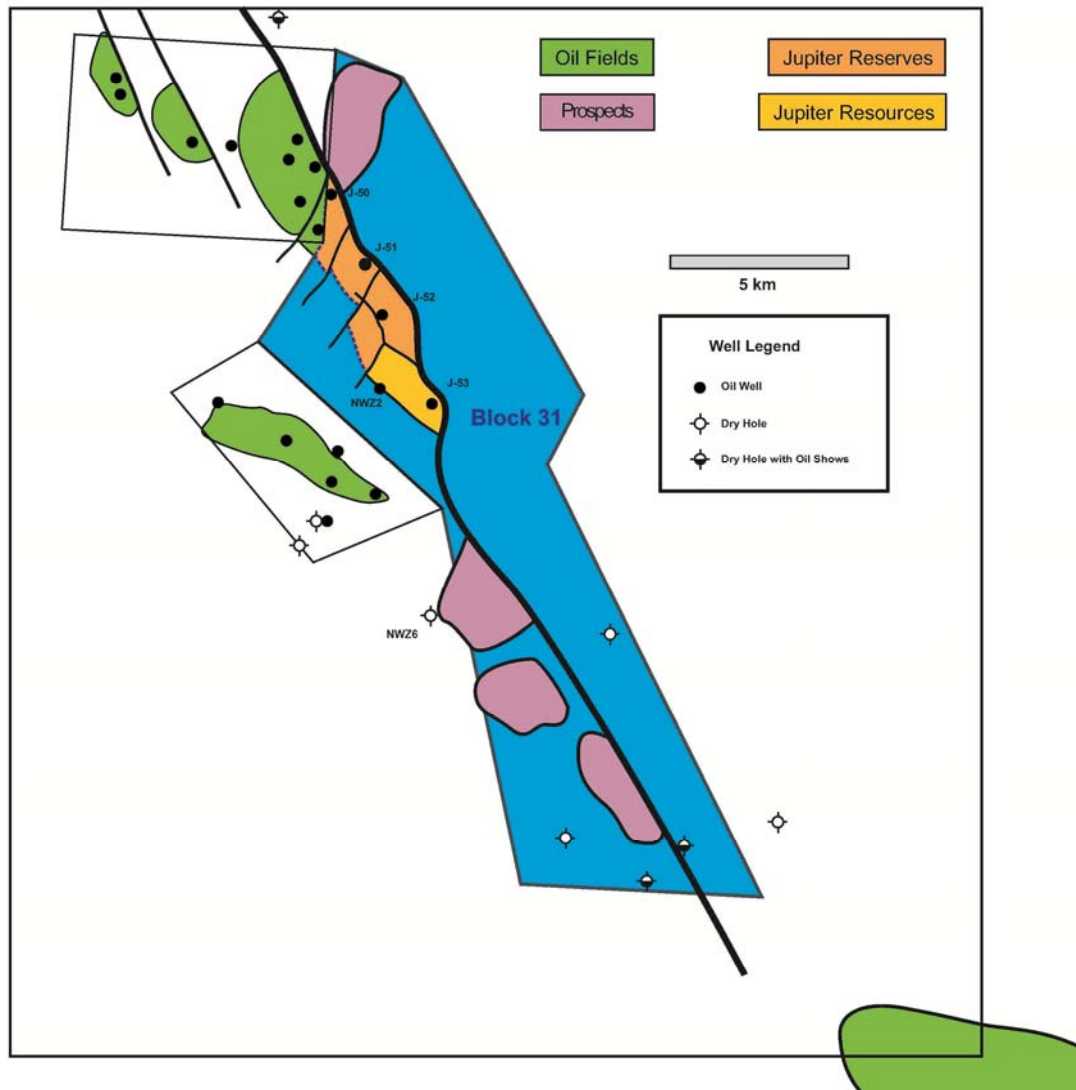 Oil Fields
Jupiter Reserves
Prospects
Jupiter Resources
J-50
J-51
5 km
J-52
Well Legend
Oil Well
J-53
NWZ2
Block 31
Dry Hole
Dry Hole with Oil Shows
NWZ6